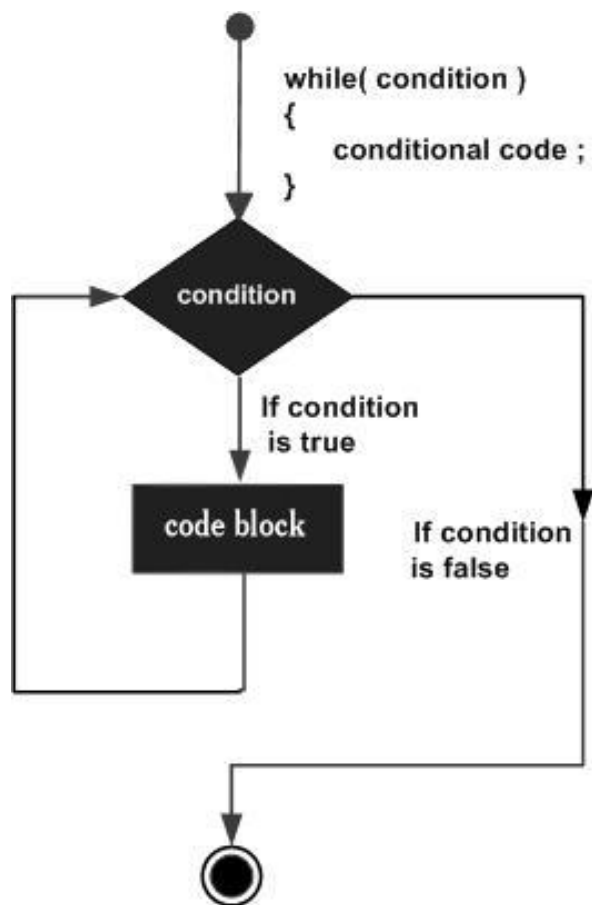 while( condition )
{
conditional code ;
}
condition
If condition
is true
code block
If condition
is false